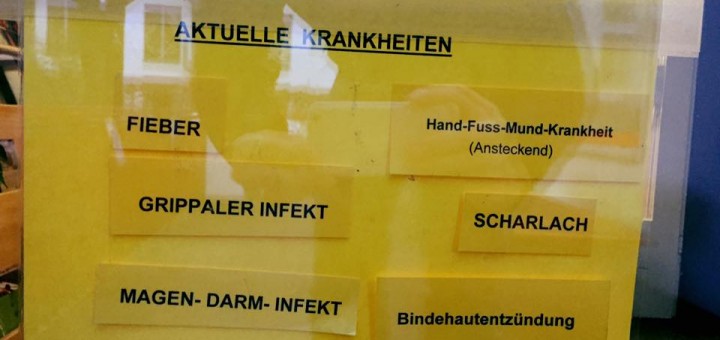 AKTUELLE KRANKHEITEN
FIEBER
Hand-Fuss-Mund-Krankheit
(Ansteckend)
GRIPPALER INFEKT
SCHARLACH
MAGEN- DARM- INFEKT
Bindehautentzündung